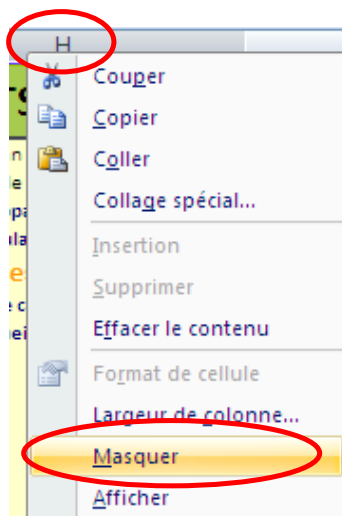 H
Couper
Copier
Coller
Collage spécial...
Insertion
Supprimer
Effacer le contenu
Format de cellule
Largeur de colonne...
Masquer
Afficher